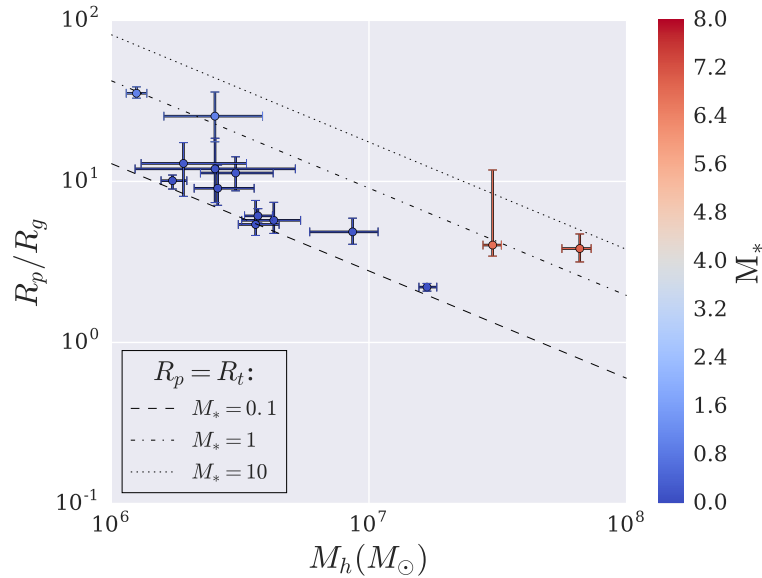 10^2
10^1
10^0
10^-1
R_p/R_g
R_p = R_t:
M_* = 0.1
M_* = 1
M_* = 10
10^6
10^7
10^8
M_h(M_⊙)
8.0
7.2
6.4
5.6
4.8
4.0
3.2
2.4
1.6
0.8
0.0
M_*